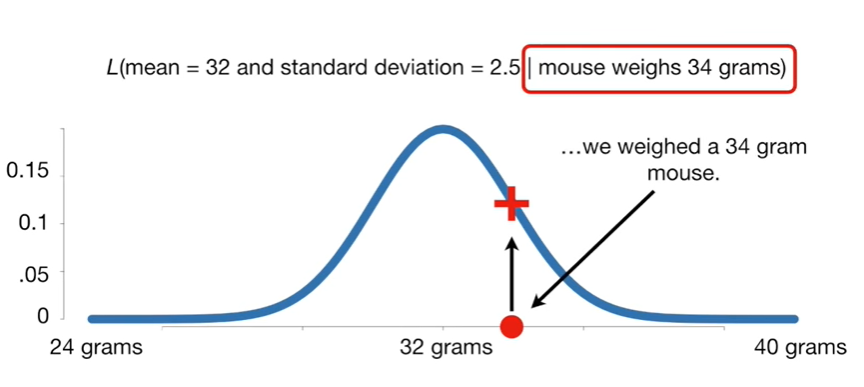 L(mean = 32 and standard deviation = 2.5 | mouse weighs 34 grams)
…we weighed a 34 gram
mouse.
0.15
0.1
.05
0
24 grams
32 grams
40 grams